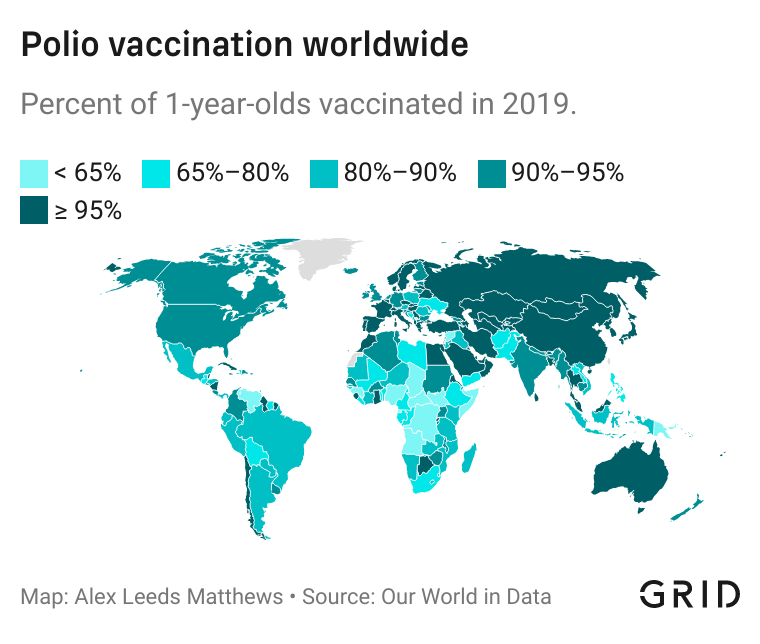 Polio vaccination worldwide
Percent of 1-year-olds vaccinated in 2019.
< 65% 65%–80% 80%–90% 90%–95%
≥ 95%
Map: Alex Leeds Matthews • Source: Our World in Data
GRID